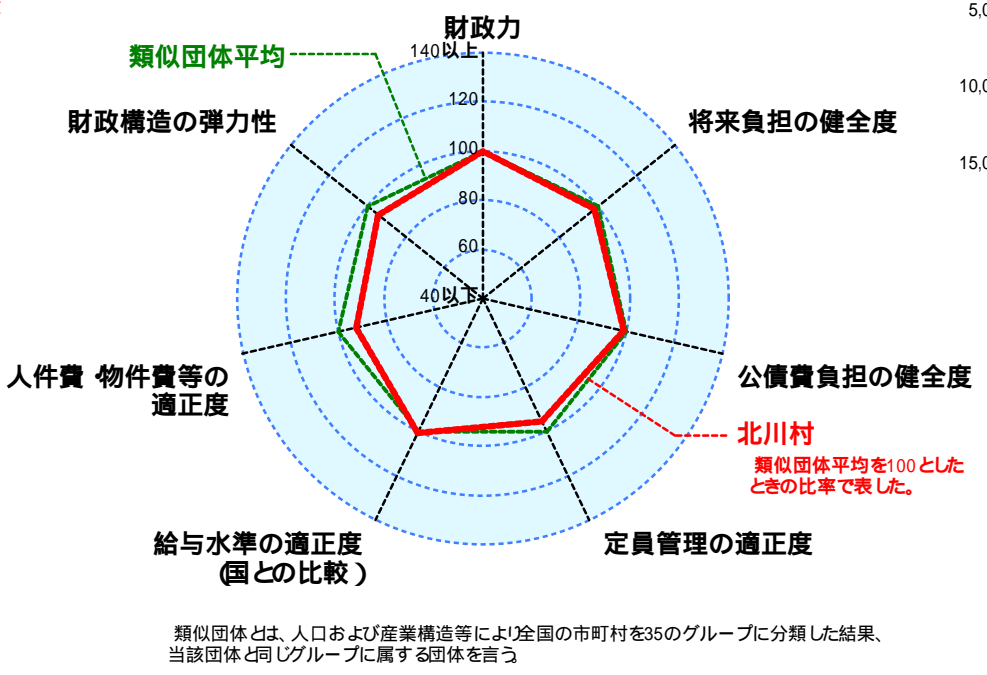 財政力
5,0
140以上
類似団体平均
120
10,0
財政構造の弾力性
将来負担の健全度
100
15,0
80
60
40以下
人件費・物件費等の
適正度
公債費負担の健全度
北川村
類似団体平均を100とした
ときの比率で表した。
給与水準の適正度
(国との比較)
定員管理の適正度
類似団体とは、人口および産業構造等により全国の市町村を35のグループに分類した結果、
当該団体と同じグループに属する団体を言う。